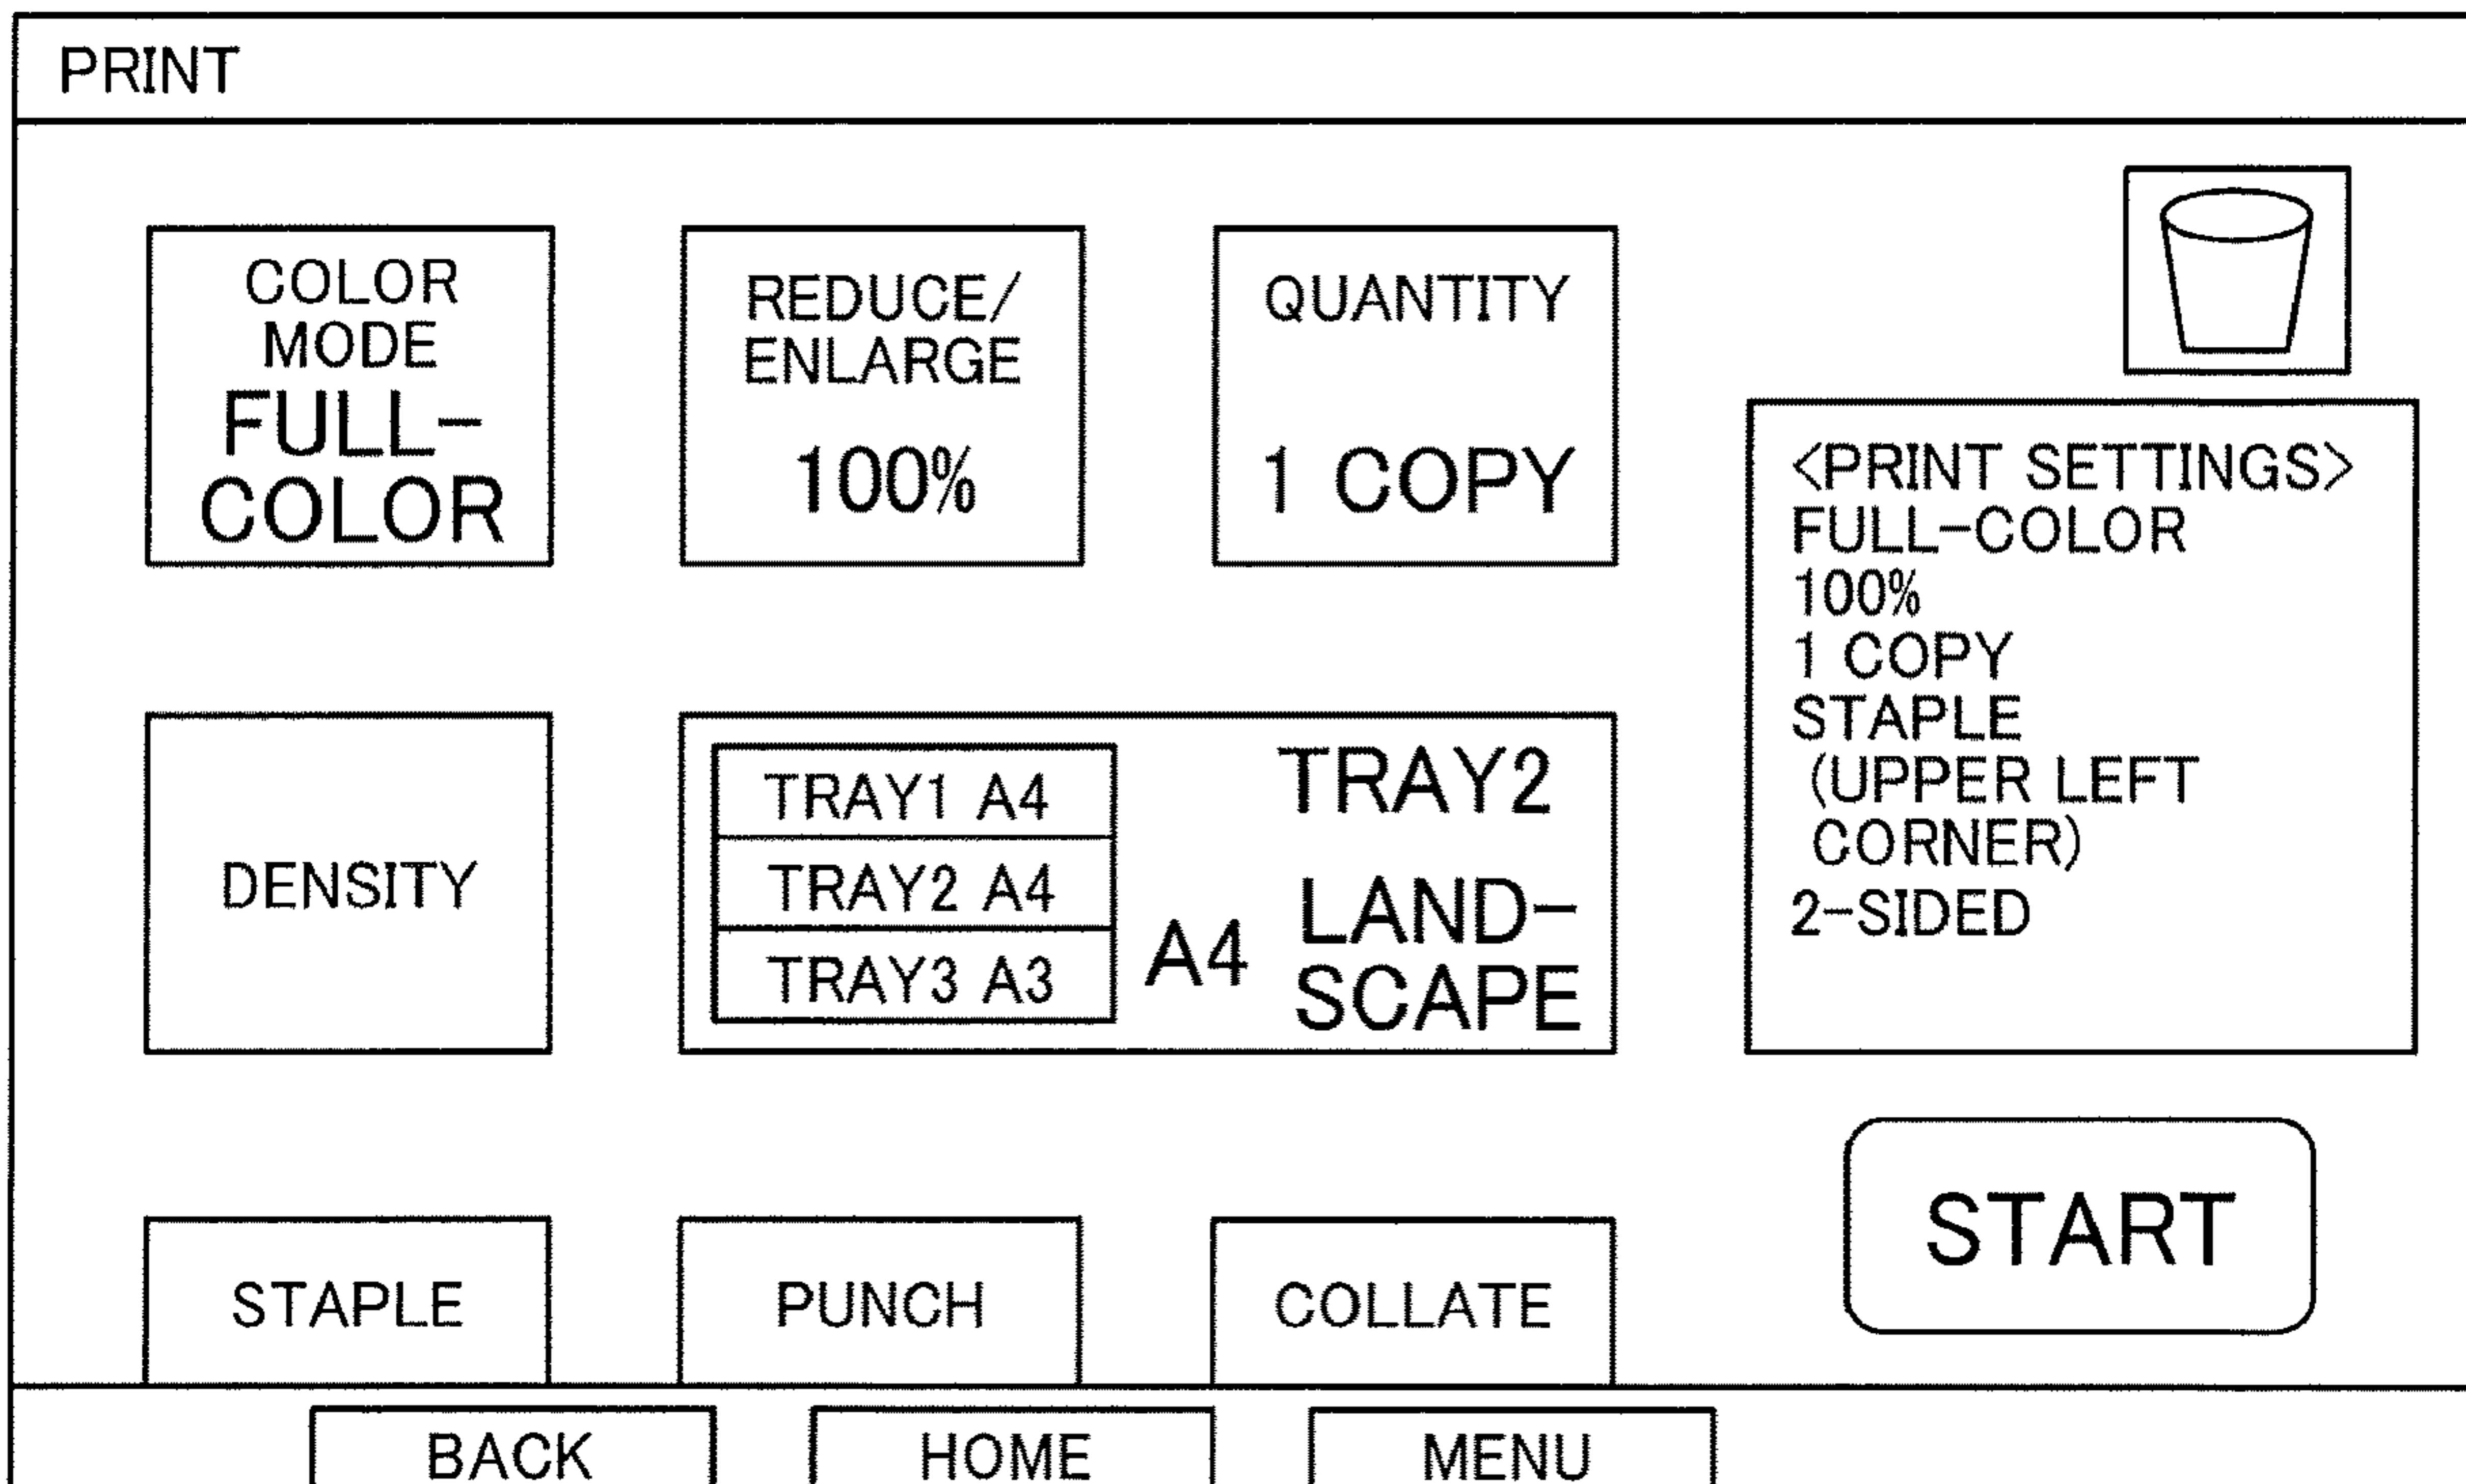 PRINT
COLOR
MODE
FULL-
COLOR
REDUCE/
ENLARGE
100%
QUANTITY
1 COPY
<PRINT SETTINGS>
FULL-COLOR
100%
1 COPY
STAPLE
(UPPER LEFT
CORNER)
2-SIDED
DENSITY
TRAY1 A4
TRAY2 A4
TRAY3 A3
A4
TRAY2
LAND-
SCAPE
STAPLE
PUNCH
COLLATE
START
BACK
HOME
MENU